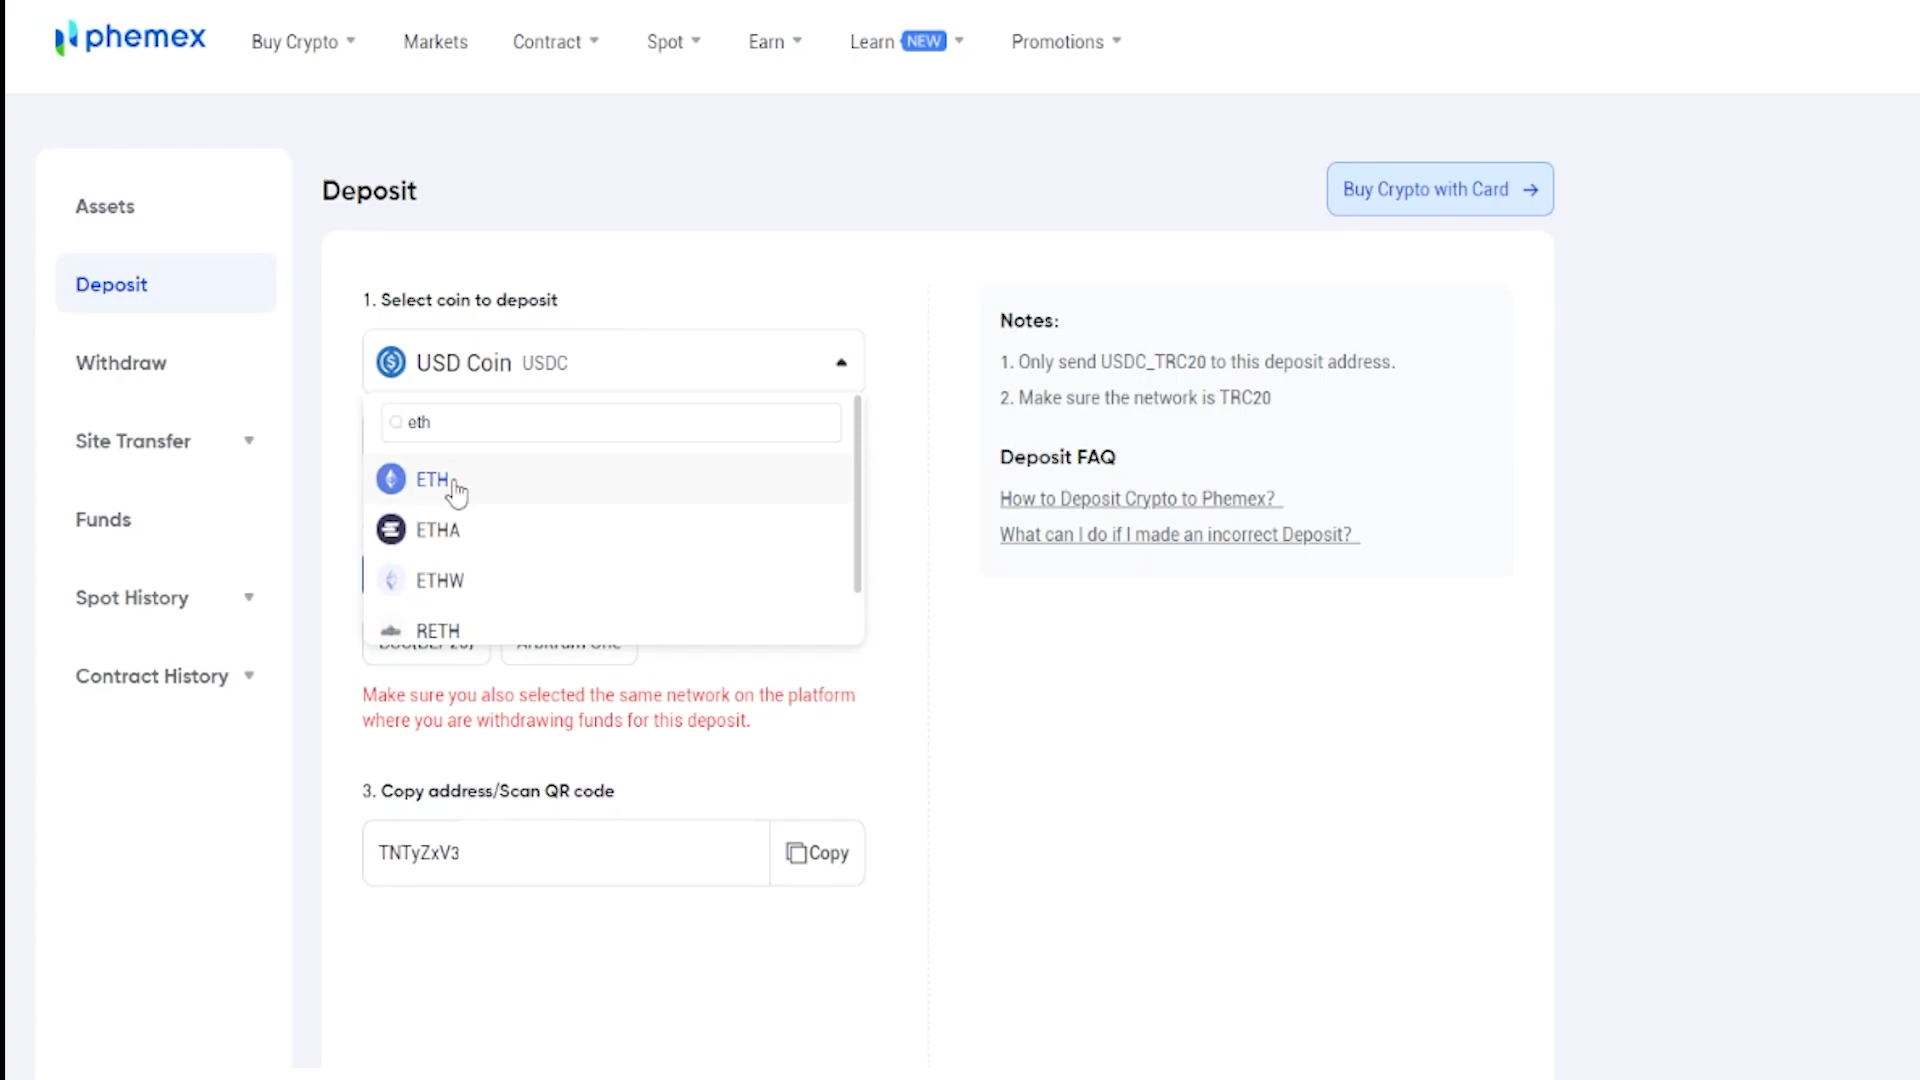 phemex
Buy Crypto
Markets
Contract
Spot
Earn
Learn NEW
Promotions
Assets
Deposit
Withdraw
Site Transfer
Funds
Spot History
Contract History
Deposit
Buy Crypto with Card →
1. Select coin to deposit
USD Coin USDC
eth
ETH
ETHA
ETHW
RETH
Arbitrum One
Make sure you also selected the same network on the platform
where you are withdrawing funds for this deposit.
3. Copy address/Scan QR code
TNTyZxV3
Copy
Notes:
1. Only send USDC_TRC20 to this deposit address.
2. Make sure the network is TRC20
Deposit FAQ
How to Deposit Crypto to Phemex?
What can I do if I made an incorrect Deposit?